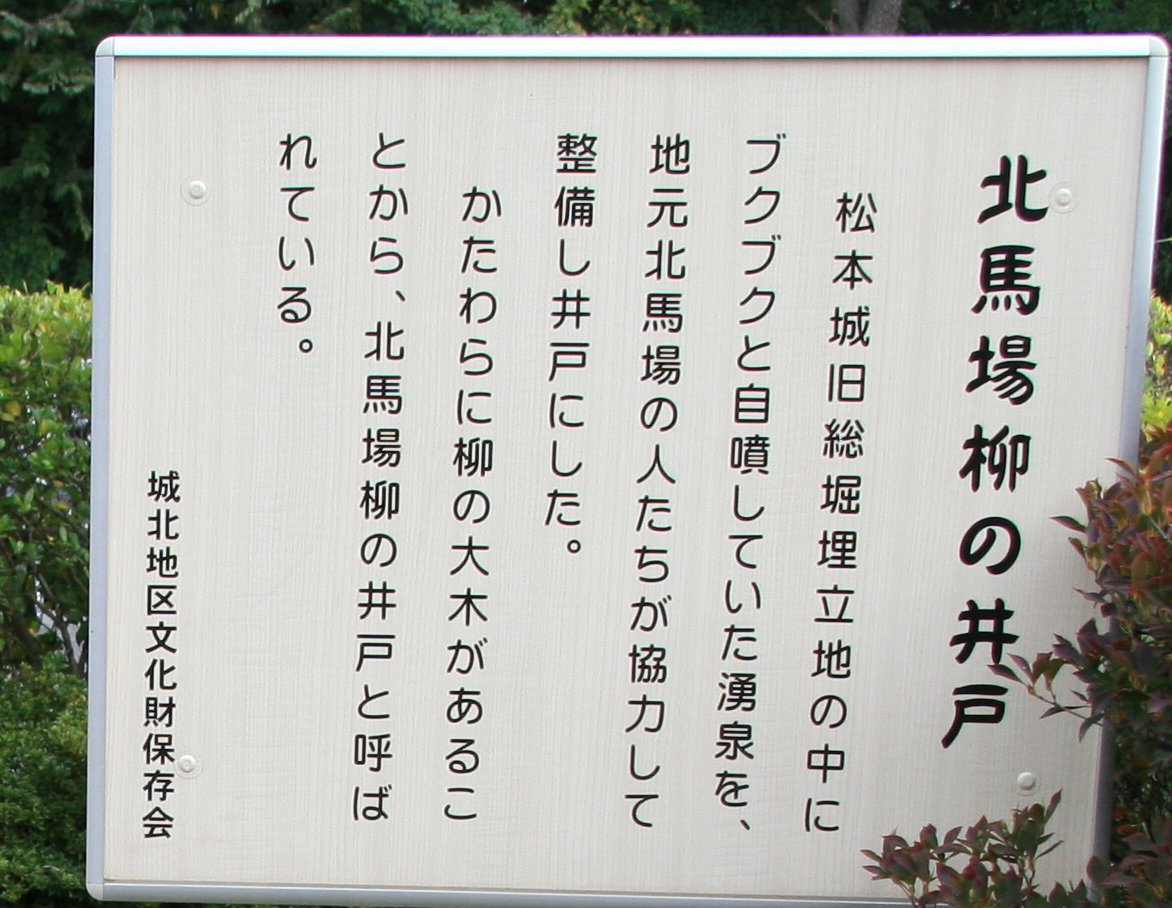 北馬場柳の井戸
松本城旧総堀埋立地の中に
ブクブクと自噴していた湧泉を、
地元北馬場の人たちが協力して
整備し井戸にした。
かたわらに柳の大木があるこ
とから、北馬場柳の井戸と呼ば
れている。
城北地区文化財保存会